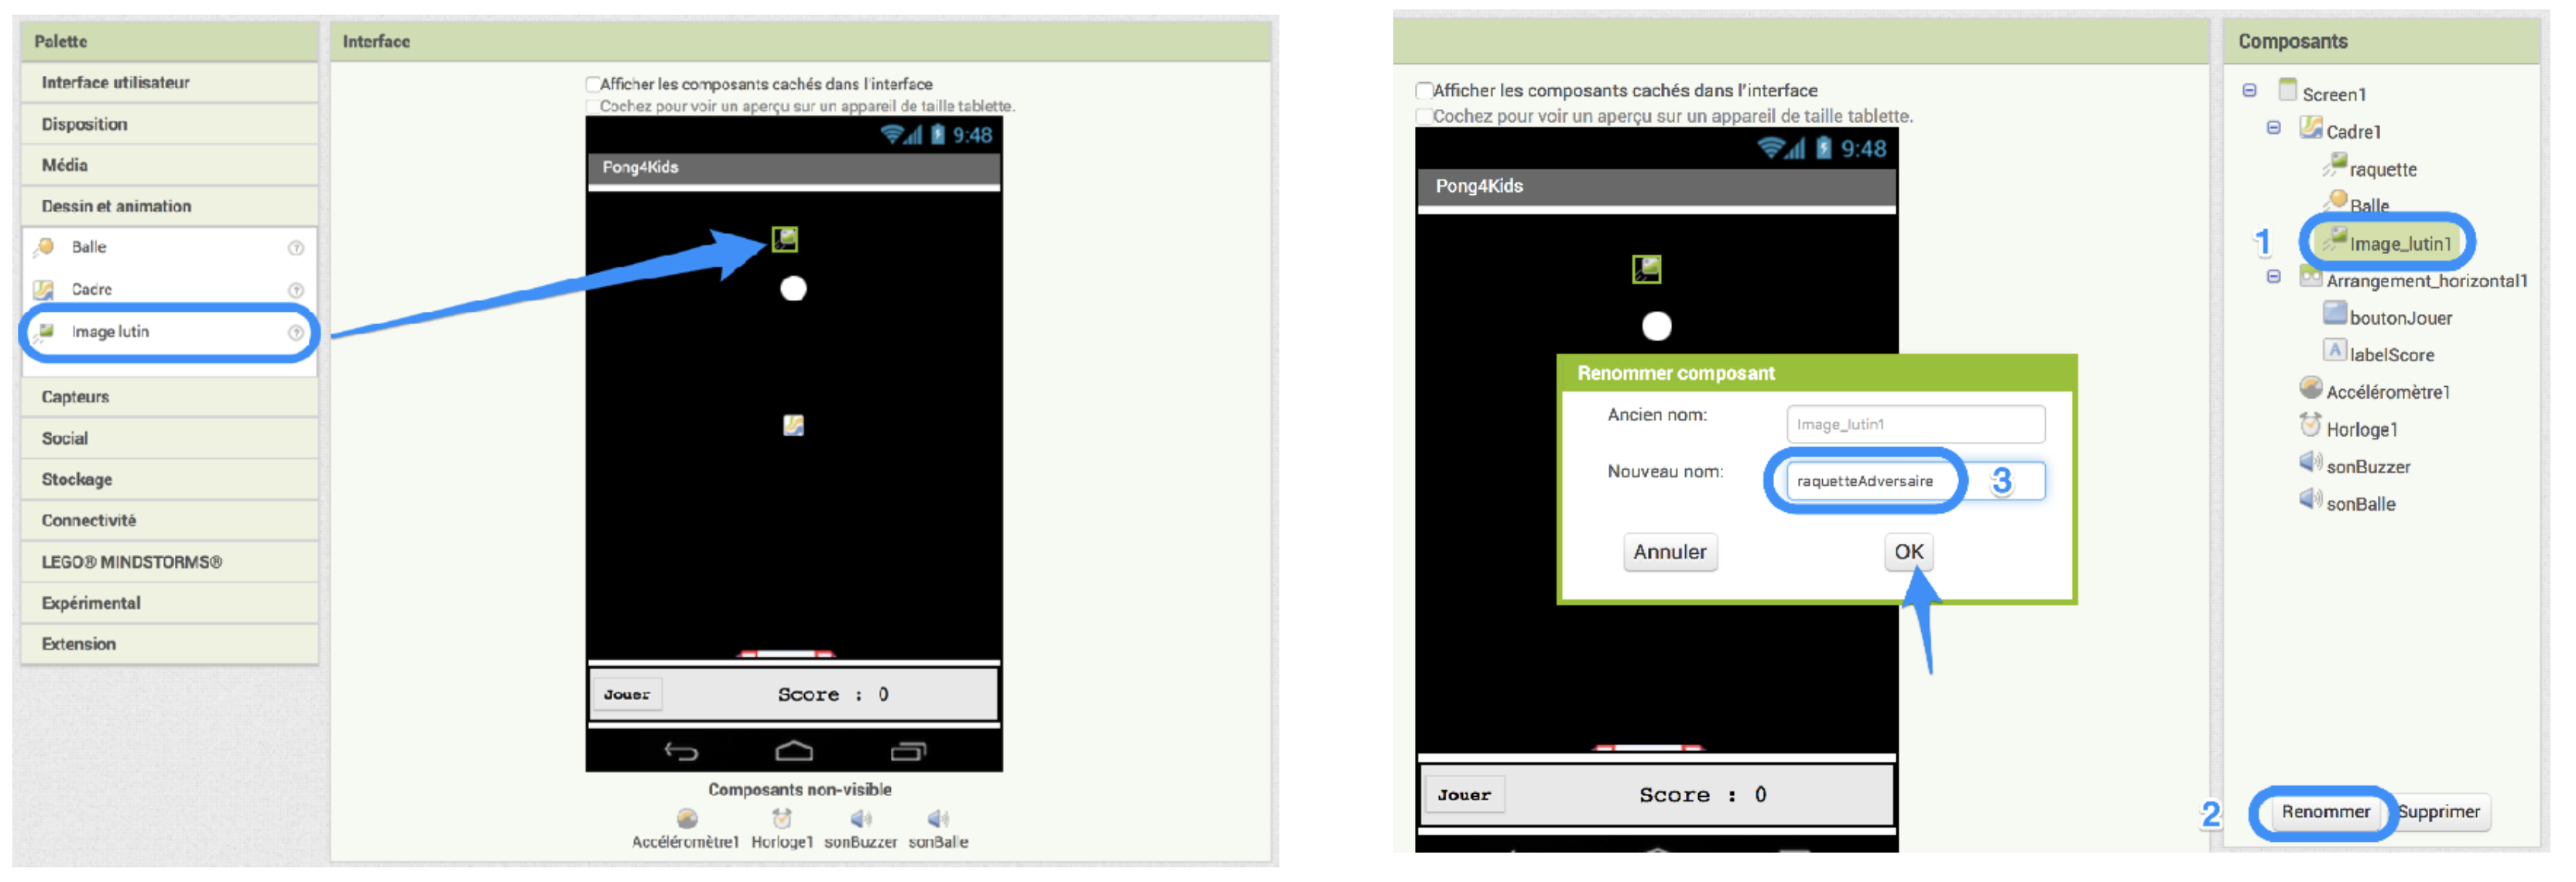 Palette
Interface utilisateur
Disposition
Média
Dessin et animation
Balle
Cadre
Image lutin
Capteurs
Social
Stockage
Connectivité
LEGO® MINDSTORMS®
Expérimental
Extension
Interface
Afficher les composants cachés dans l'interface
Cochez pour voir un aperçu sur un appareil de taille tablette.
9:48
Pong4Kids
Jouer
Score : 0
Composants non-visible
Accéléromètre1 Horloge1 sonBuzzer sonBalle
Afficher les composants cachés dans l'interface
Cochez pour voir un aperçu sur un appareil de taille tablette.
9:48
Pong4Kids
Renommer composant
Ancien nom: Image_lutin1
Nouveau nom: raquetteAdversaire 3
Annuler OK
Jouer Score : 0
Composants
Screen1
Cadre1
raquette
Balle
1 Image_lutin1
Arrangement_horizontal1
boutonJouer
A labelScore
Accéléromètre1
Horloge1
sonBuzzer
sonBalle
2 Renommer Supprimer